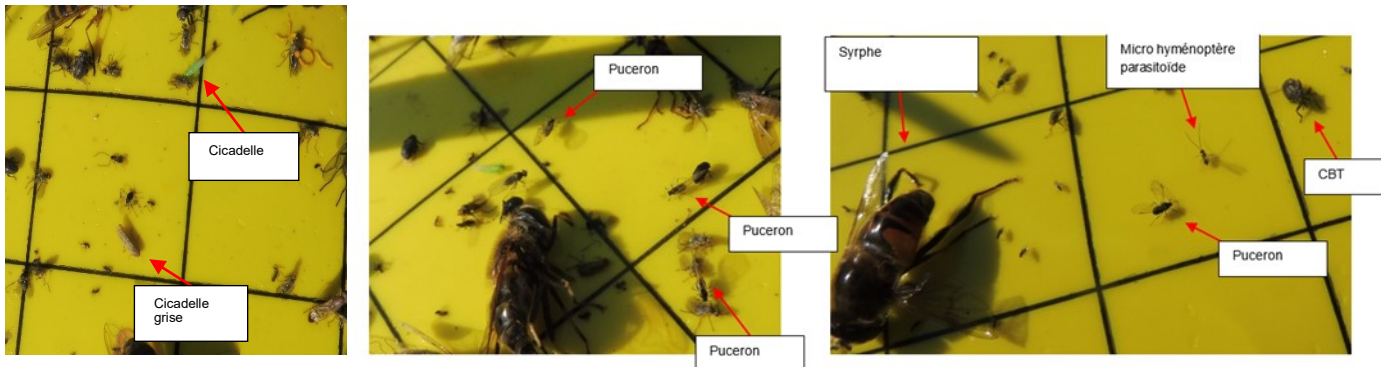 Cicadelle
Cicadelle
grise
Puceron
Puceron
Puceron
Syrphe
Micro hyménoptère
parasitoïde
CBT
Puceron